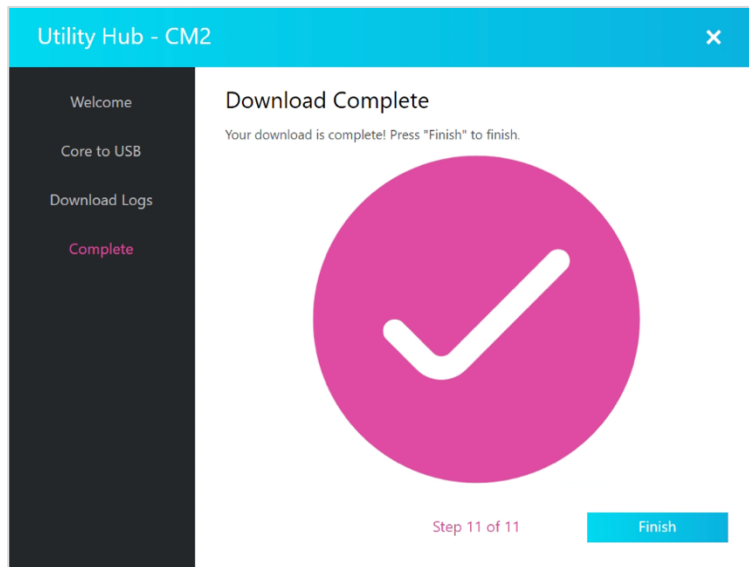 Utility Hub - CM2
Welcome
Core to USB
Download Logs
Complete
Download Complete
Your download is complete! Press "Finish" to finish.
Step 11 of 11
Finish